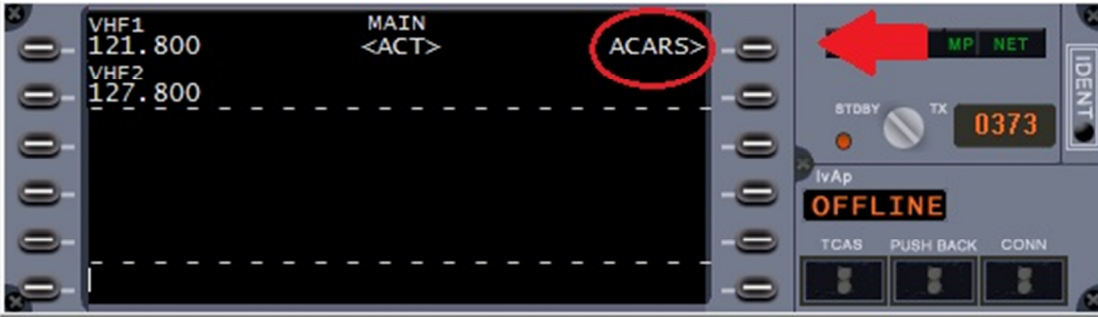 VHF1 MAIN
121.800 <ACT> ACARS>
VHF2
127.800
MP NET
IDENT
STDBY TX
0373
IvAp
OFFLINE
TCAS PUSH BACK CONN